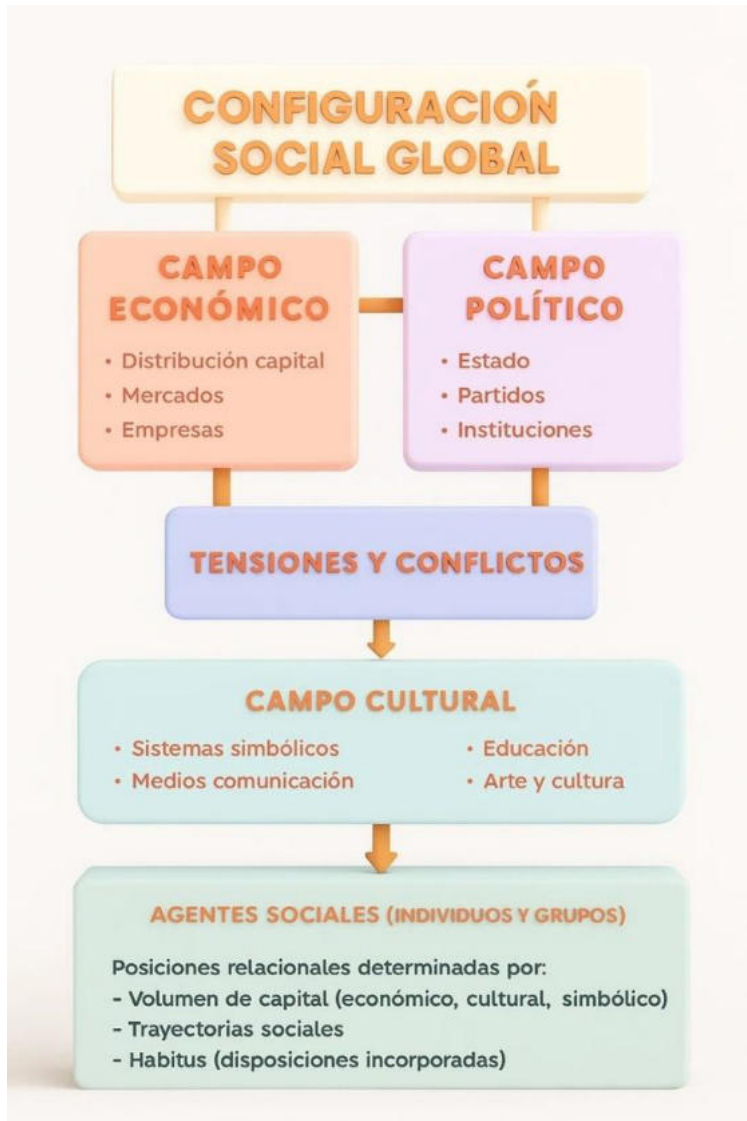 CONFIGURACIÓN
SOCIAL GLOBAL
CAMPO
ECONÓMICO
• Distribución capital
• Mercados
• Empresas
CAMPO
POLÍTICO
• Estado
• Partidos
• Instituciones
TENSIONES Y CONFLICTOS
CAMPO CULTURAL
• Sistemas simbólicos
• Medios comunicación
• Educación
• Arte y cultura
AGENTES SOCIALES (INDIVIDUOS Y GRUPOS)
Posiciones relacionales determinadas por:
- Volumen de capital (económico, cultural, simbólico)
- Trayectorias sociales
- Habitus (disposiciones incorporadas)